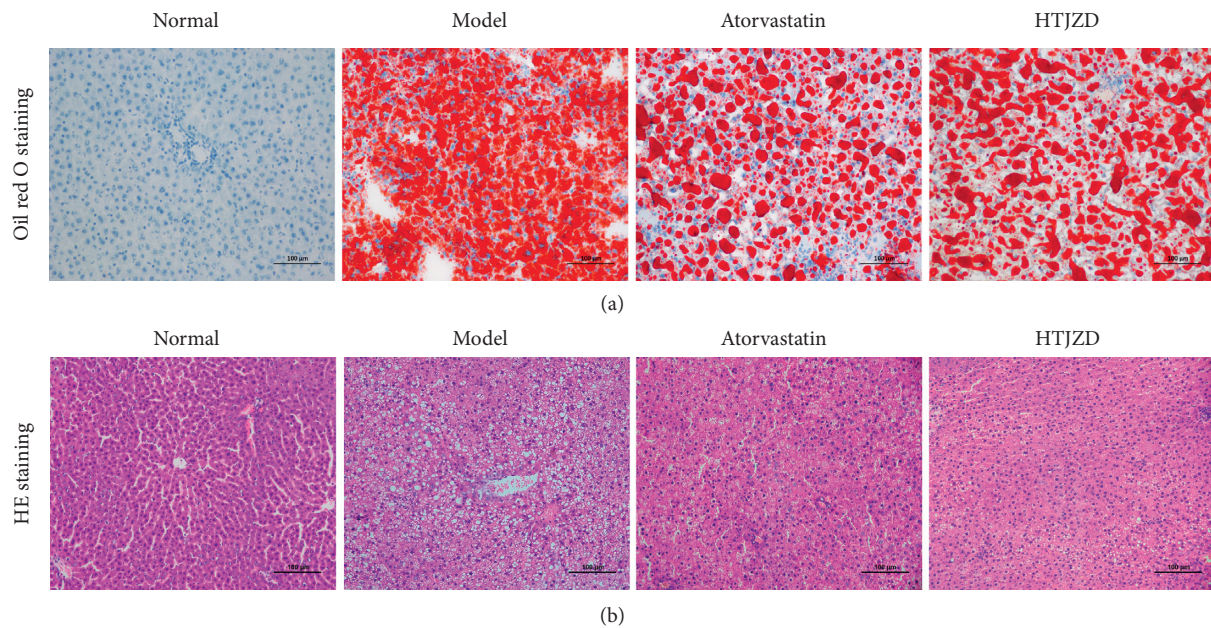 Normal Model Atorvastatin HTJZD
Oil red O staining
100 μm 100 μm 100 μm 100 μm
(a)
Normal Model Atorvastatin HTJZD
HE staining
100 μm 100 μm 100 μm 100 μm
(b)